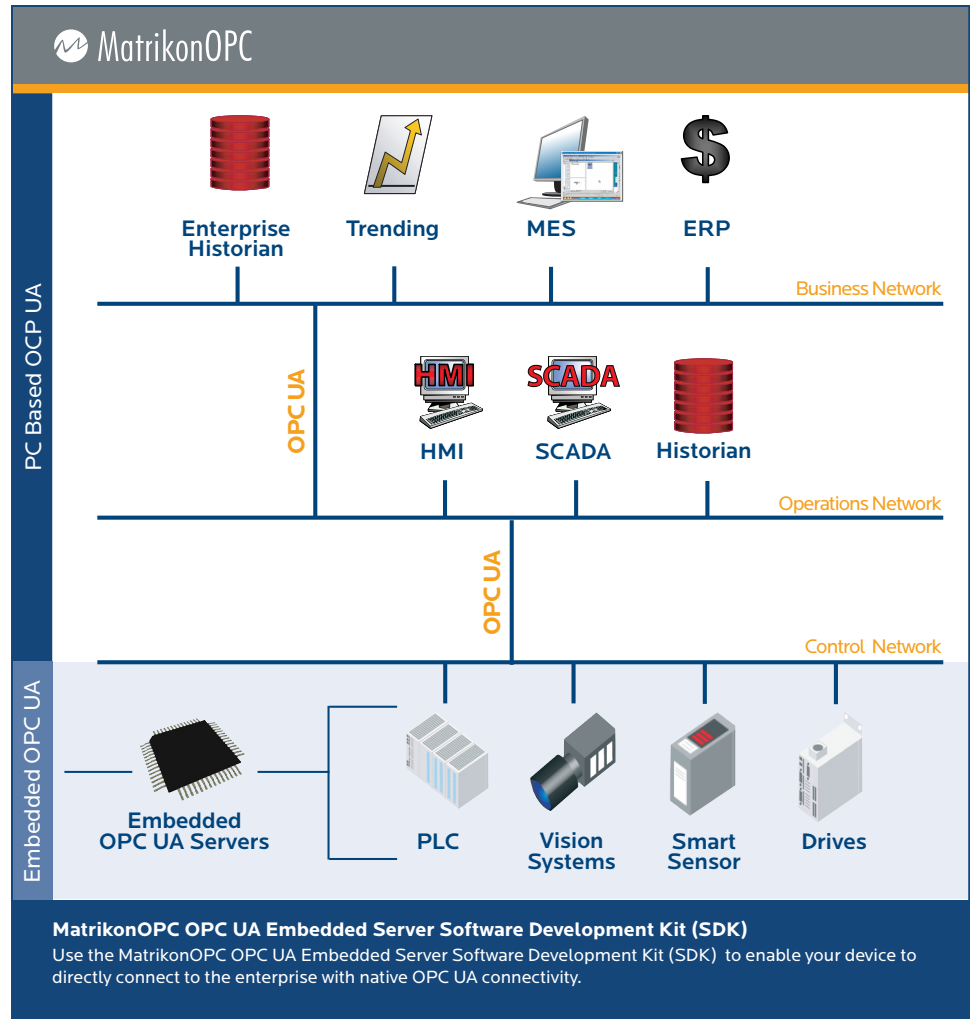 MatrikonOPC
PC Based OCP UA
Enterprise
Historian
Trending
MES
ERP
Business Network
OPC UA
HMI
SCADA
HMI
SCADA
Historian
Operations Network
OPC UA
Control Network
Embedded OPC UA
Embedded
OPC UA Servers
PLC
Vision
Systems
Smart
Sensor
Drives
MatrikonOPC OPC UA Embedded Server Software Development Kit (SDK)
Use the MatrikonOPC OPC UA Embedded Server Software Development Kit (SDK) to enable your device to
directly connect to the enterprise with native OPC UA connectivity.